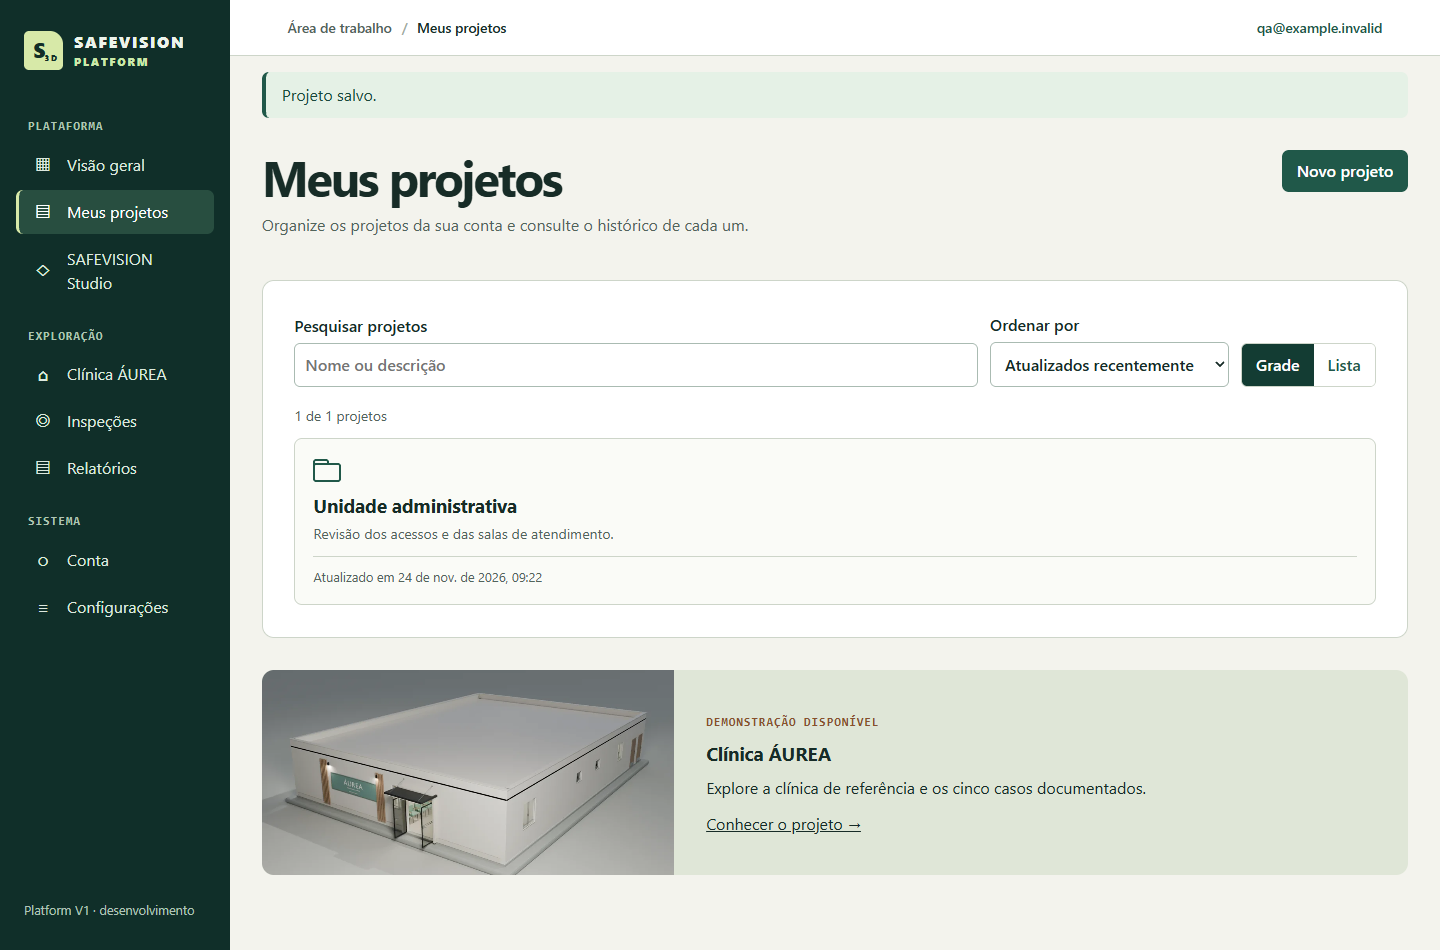 S3D
SAFEVISION
PLATFORM
PLATAFORMA
Visão geral
Meus projetos
SAFEVISION
Studio
EXPLORAÇÃO
Clínica ÁUREA
Inspeções
Relatórios
SISTEMA
Conta
Configurações
Platform V1 · desenvolvimento
Área de trabalho / Meus projetos
qa@example.invalid
Projeto salvo.
Meus projetos
Novo projeto
Organize os projetos da sua conta e consulte o histórico de cada um.
Pesquisar projetos
Nome ou descrição
Ordenar por
Atualizados recentemente
Grade
Lista
1 de 1 projetos
Unidade administrativa
Revisão dos acessos e das salas de atendimento.
Atualizado em 24 de nov. de 2026, 09:22
ÁUREA
DEMONSTRAÇÃO DISPONÍVEL
Clínica ÁUREA
Explore a clínica de referência e os cinco casos documentados.
Conhecer o projeto →